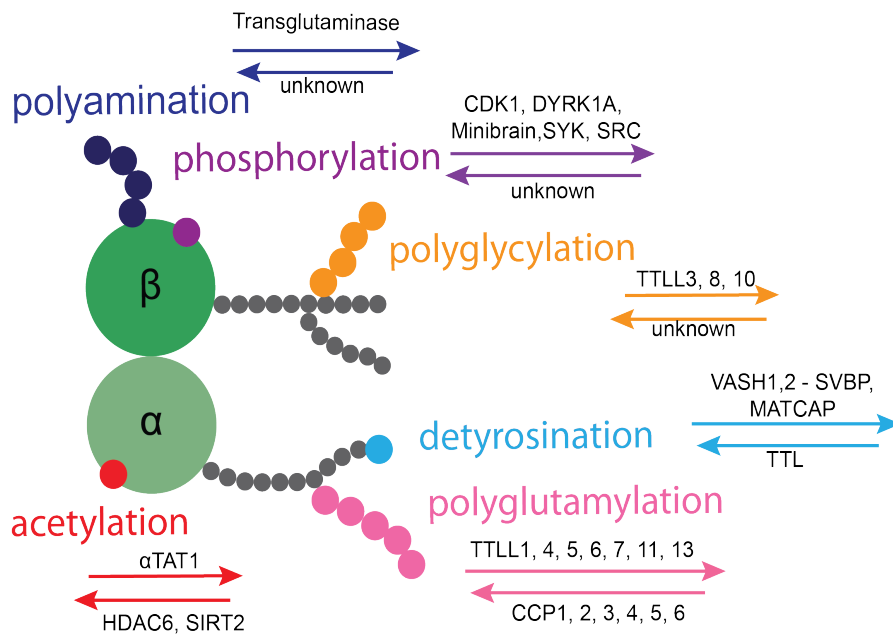 Transglutaminase
unknown
polyamination
CDK1, DYRK1A,
Minibrain,SYK, SRC
phosphorylation
unknown
polyglycylation
TTLL3, 8, 10
unknown
β
VASH1,2 - SVBP,
MATCAP
detyrosination
TTL
α
polyglutamylation
acetylation
TTLL1, 4, 5, 6, 7, 11, 13
αTAT1
CCP1, 2, 3, 4, 5, 6
HDAC6, SIRT2